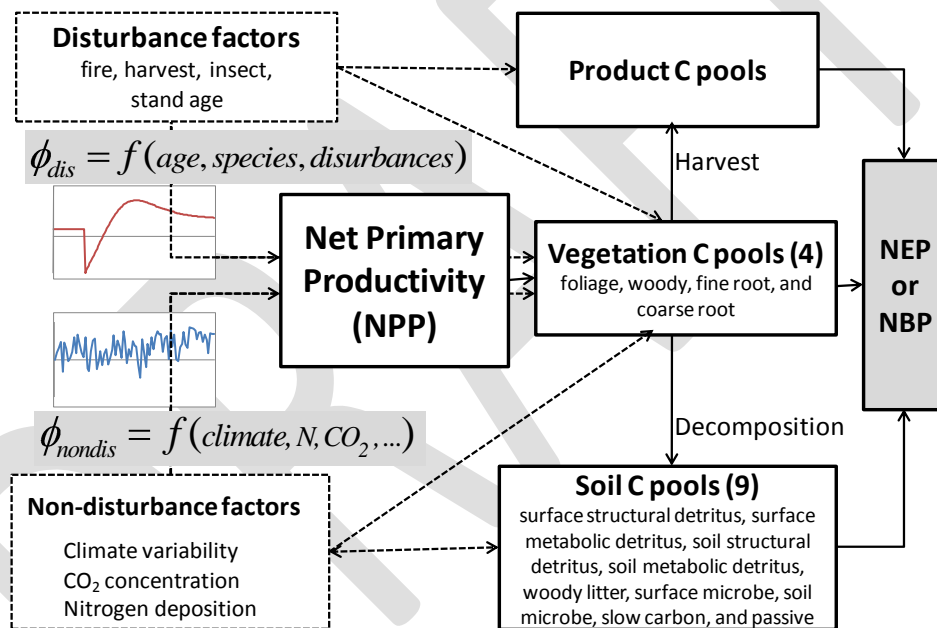 Disturbance factors
fire, harvest, insect,
stand age
Product C pools
ϕdis = f(age, species, disurbances)
Harvest
Net Primary
Productivity
(NPP)
Vegetation C pools (4)
foliage, woody, fine root, and
coarse root
NEP
or
NBP
ϕnondis = f(climate, N, CO2, ...)
Decomposition
Non-disturbance factors
Climate variability
CO2 concentration
Nitrogen deposition
Soil C pools (9)
surface structural detritus, surface
metabolic detritus, soil structural
detritus, soil metabolic detritus,
woody litter, surface microbe, soil
microbe, slow carbon, and passive